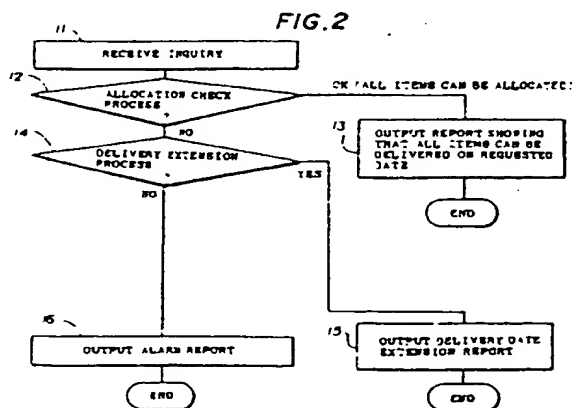 FIG.2
11
RECEIVE INQUIRY
12
ALLOCATION CHECK
PROCESS
?
OK (ALL ITEMS CAN BE ALLOCATED)
NO
13
OUTPUT REPORT SHOWING
THAT ALL ITEMS CAN BE
DELIVERED ON REQUESTED
DATE
END
14
DELIVERY EXTENSION
PROCESS
?
YES
NO
16
OUTPUT ALARM REPORT
END
15
OUTPUT DELIVERY DATE
EXTENSION REPORT
END